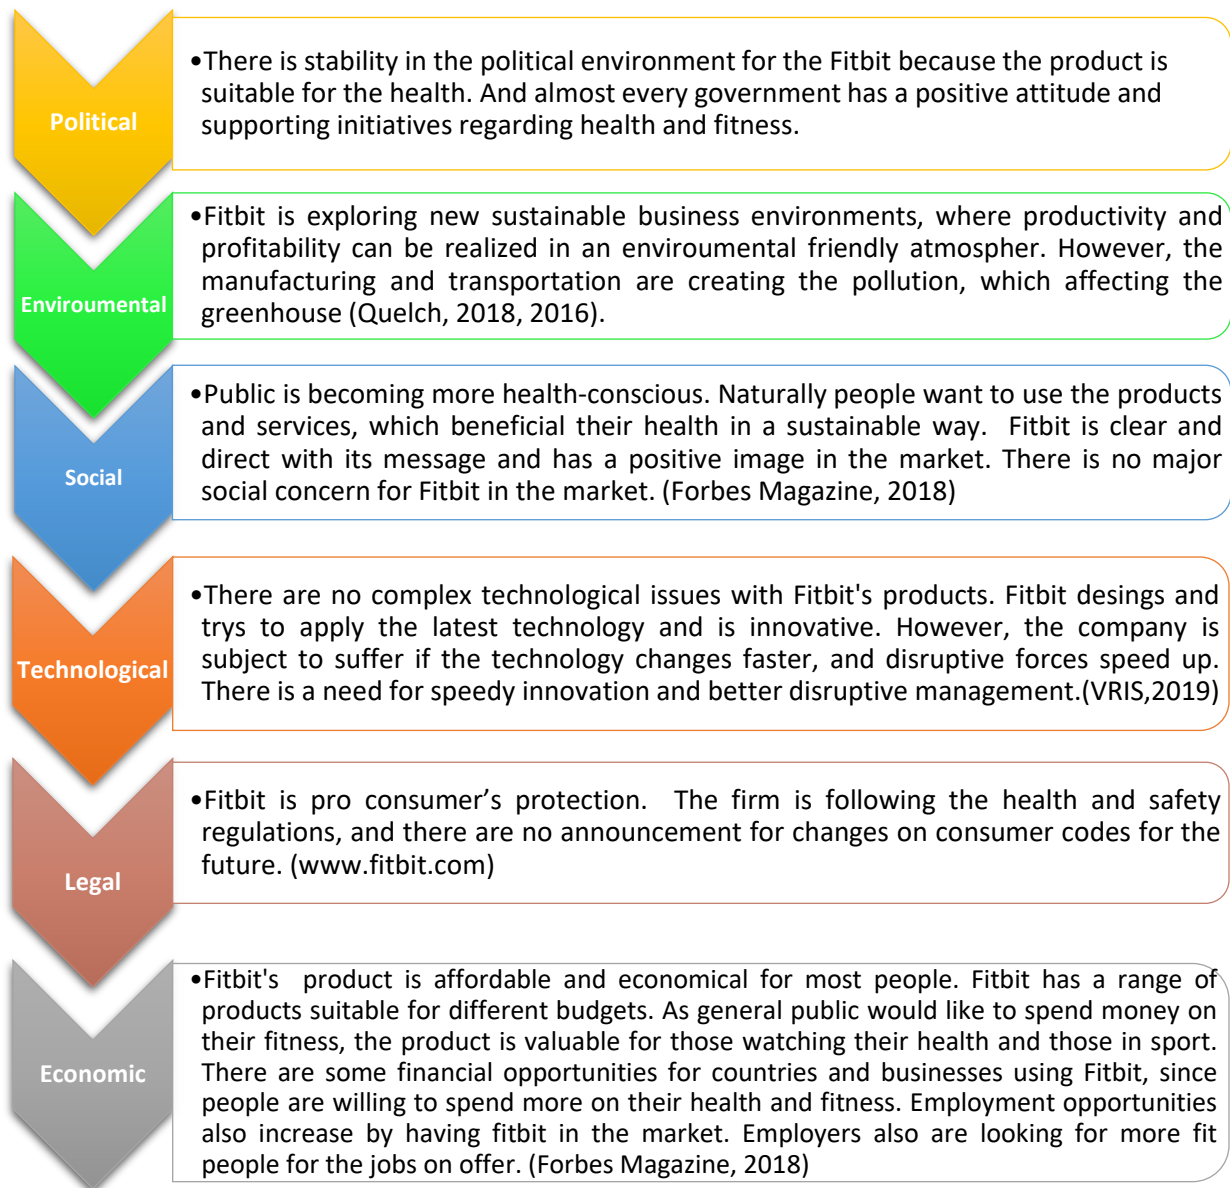 Political
•There is stability in the political environment for the Fitbit because the product is
suitable for the health. And almost every government has a positive attitude and
supporting initiatives regarding health and fitness.
Enviroumental
•Fitbit is exploring new sustainable business environments, where productivity and
profitability can be realized in an enviroumental friendly atmospher. However, the
manufacturing and transportation are creating the pollution, which affecting the
greenhouse (Quelch, 2018, 2016).
Social
•Public is becoming more health-conscious. Naturally people want to use the products
and services, which beneficial their health in a sustainable way. Fitbit is clear and
direct with its message and has a positive image in the market. There is no major
social concern for Fitbit in the market. (Forbes Magazine, 2018)
Technological
•There are no complex technological issues with Fitbit's products. Fitbit desings and
trys to apply the latest technology and is innovative. However, the company is
subject to suffer if the technology changes faster, and disruptive forces speed up.
There is a need for speedy innovation and better disruptive management.(VRIS,2019)
Legal
•Fitbit is pro consumer’s protection. The firm is following the health and safety
regulations, and there are no announcement for changes on consumer codes for the
future. (www.fitbit.com)
Economic
•Fitbit's product is affordable and economical for most people. Fitbit has a range of
products suitable for different budgets. As general public would like to spend money on
their fitness, the product is valuable for those watching their health and those in sport.
There are some financial opportunities for countries and businesses using Fitbit, since
people are willing to spend more on their health and fitness. Employment opportunities
also increase by having fitbit in the market. Employers also are looking for more fit
people for the jobs on offer. (Forbes Magazine, 2018)